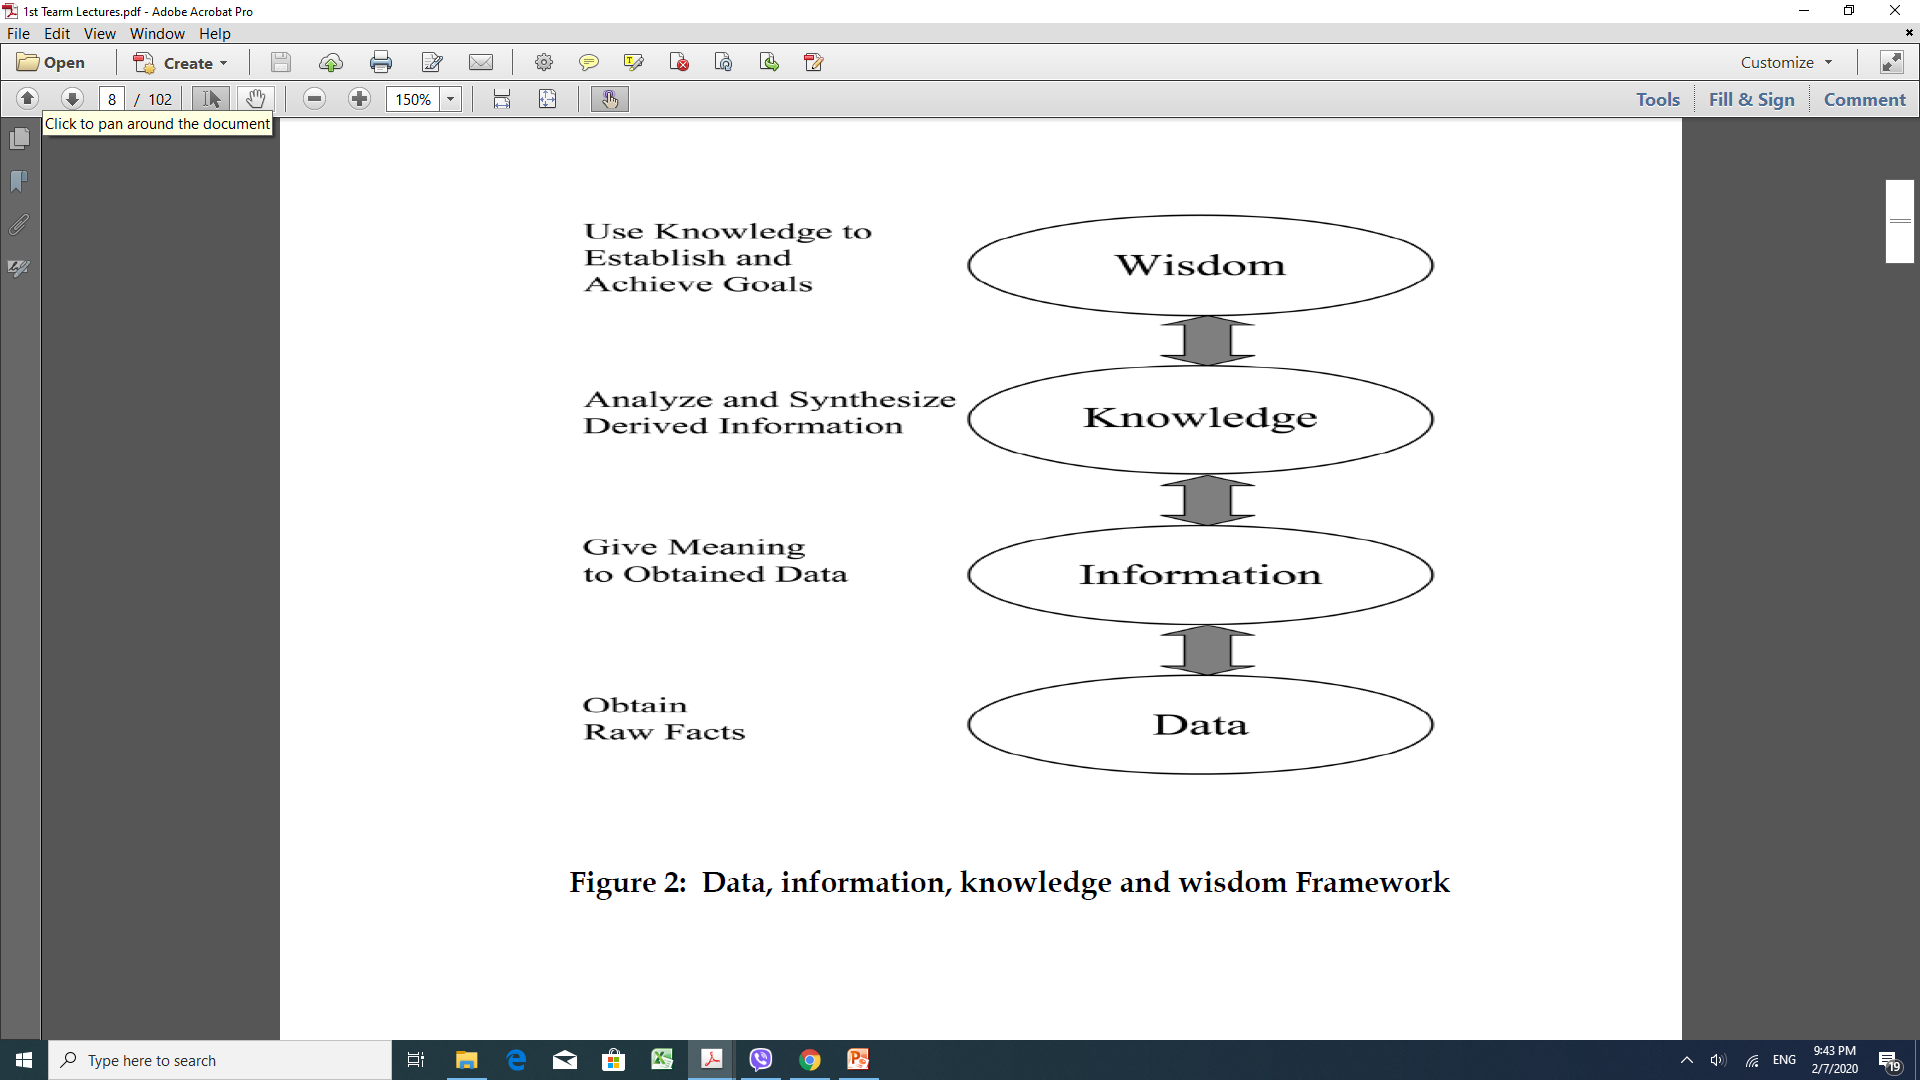 1st Tearm Lectures.pdf - Adobe Acrobat Pro
File Edit View Window Help
Open Create Customize
8 / 102 150% Tools Fill & Sign Comment
Click to pan around the document
Use Knowledge to
Establish and
Achieve Goals
Wisdom
Analyze and Synthesize
Derived Information
Knowledge
Give Meaning
to Obtained Data
Information
Obtain
Raw Facts
Data
Figure 2: Data, information, knowledge and wisdom Framework
Type here to search
ENG
9:43 PM
2/7/2020
19